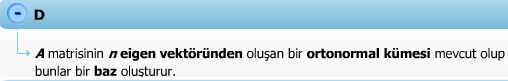 - D
A matrisinin n eigen vektöründen oluşan bir ortonormal kümesi mevcut olup
bunlar bir baz oluşturur.